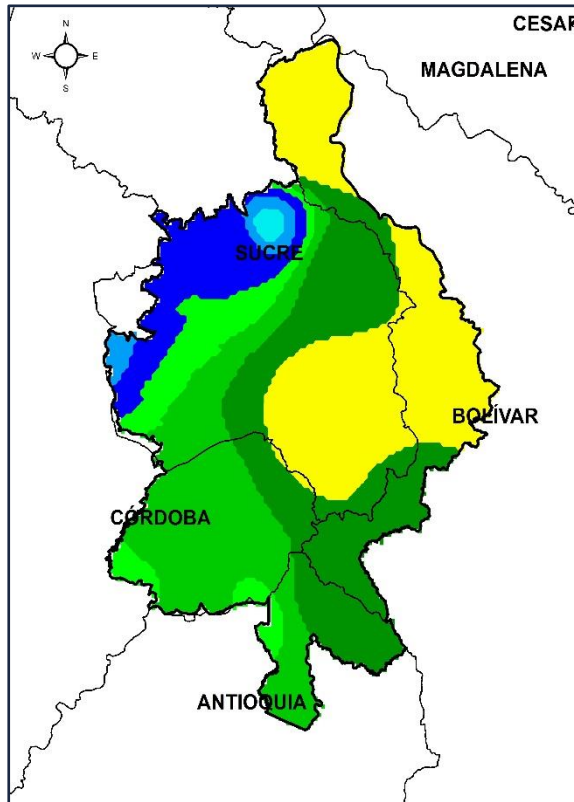 CESAR
N
W E
S
MAGDALENA
SUCRE
BOLÍVAR
CÓRDOBA
ANTIOQUIA